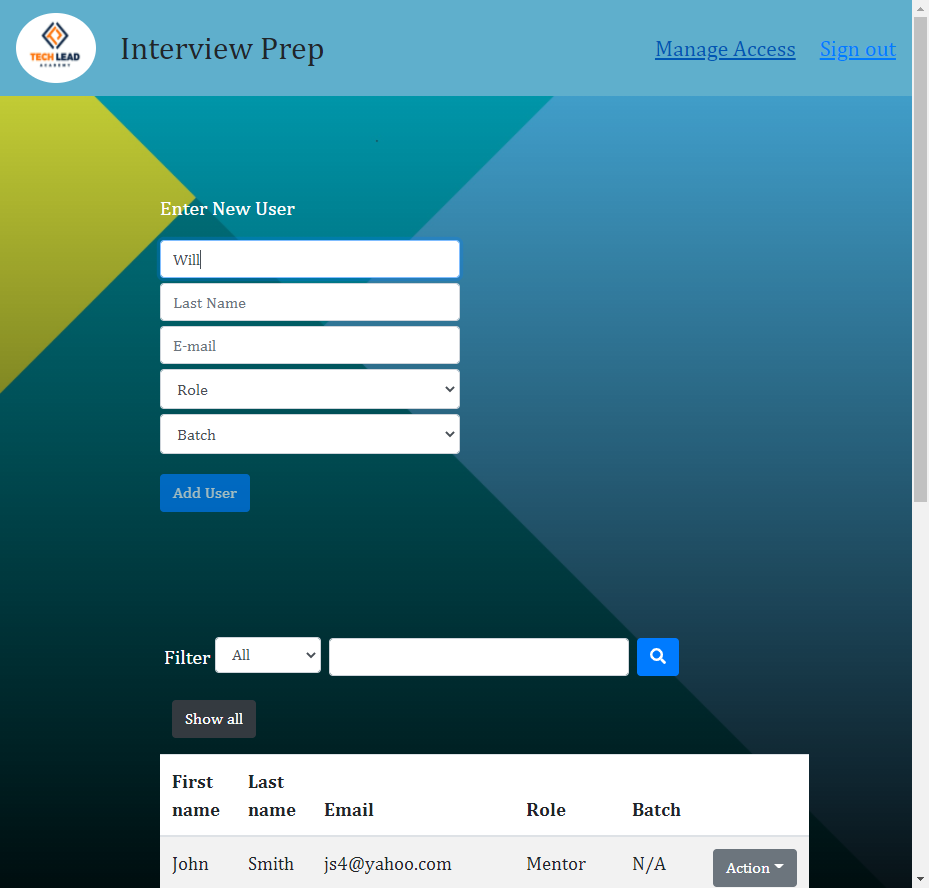 TECH LEAD
ACADEMY
Interview Prep
Manage Access
Sign out
Enter New User
Will
Last Name
E-mail
Role
Batch
Add User
Filter All
Show all
First name Last name Email Role Batch
John Smith js4@yahoo.com Mentor N/A Action